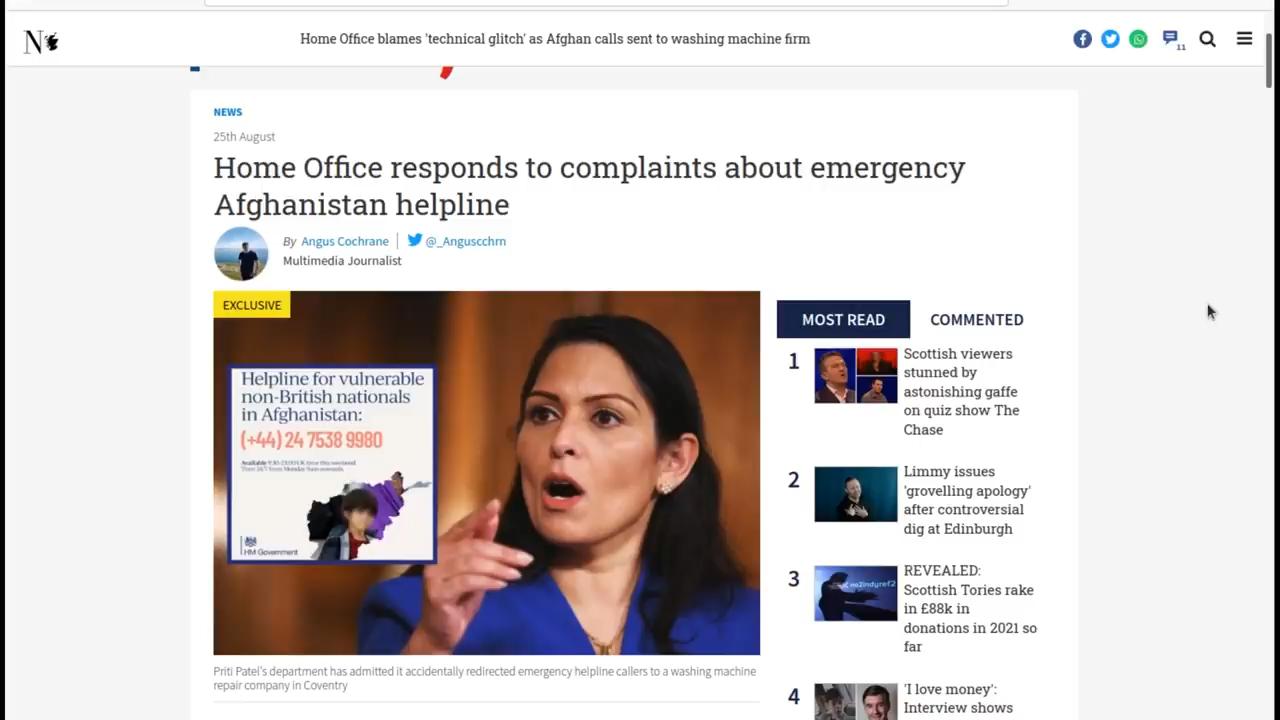 N
Home Office blames 'technical glitch' as Afghan calls sent to washing machine firm
11
NEWS
25th August
Home Office responds to complaints about emergency
Afghanistan helpline
By Angus Cochrane
@_Anguscchrn
Multimedia Journalist
EXCLUSIVE
Helpline for vulnerable
non-British nationals
in Afghanistan:
(+44) 24 7538 9980
HM Government
Priti Patel's department has admitted it accidentally redirected emergency helpline callers to a washing machine
repair company in Coventry
MOST READ
COMMENTED
1
Scottish viewers
stunned by
astonishing gaffe
on quiz show The
Chase
2
Limmy issues
'grovelling apology'
after controversial
dig at Edinburgh
3
no2indyref2
REVEALED:
Scottish Tories rake
in £88k in
donations in 2021 so
far
4
'I love money':
Interview shows